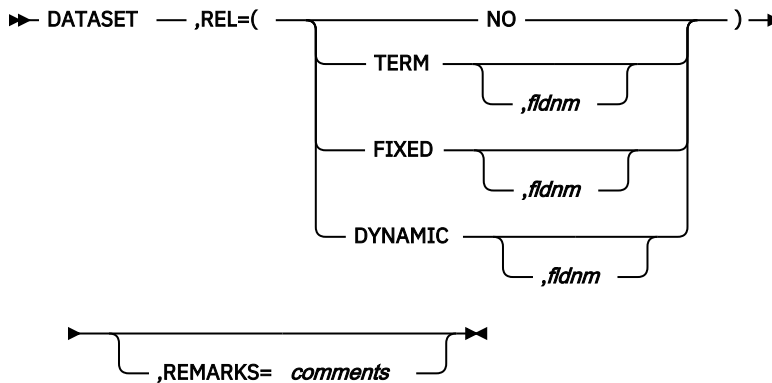 DATASET ,REL=( NO )
TERM
,fldnm
FIXED
,fldnm
DYNAMIC
,fldnm
,REMARKS= comments